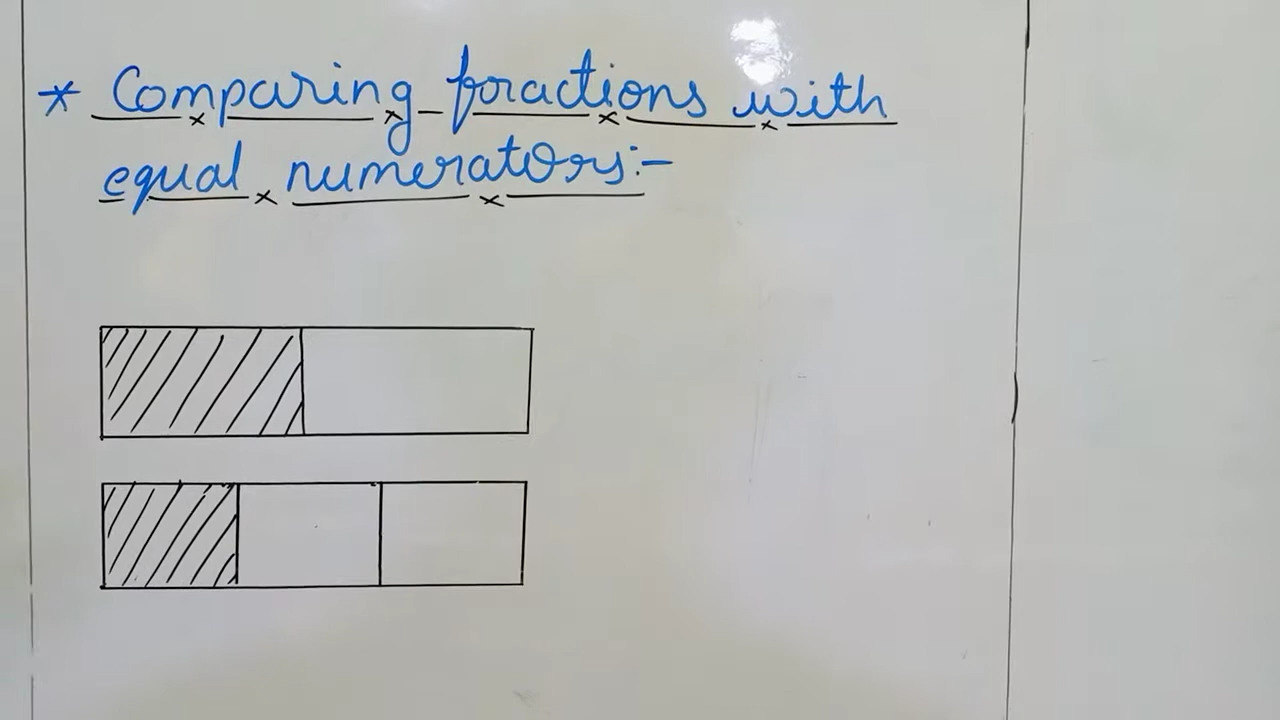 * Comparing fractions with
equal numerators:-